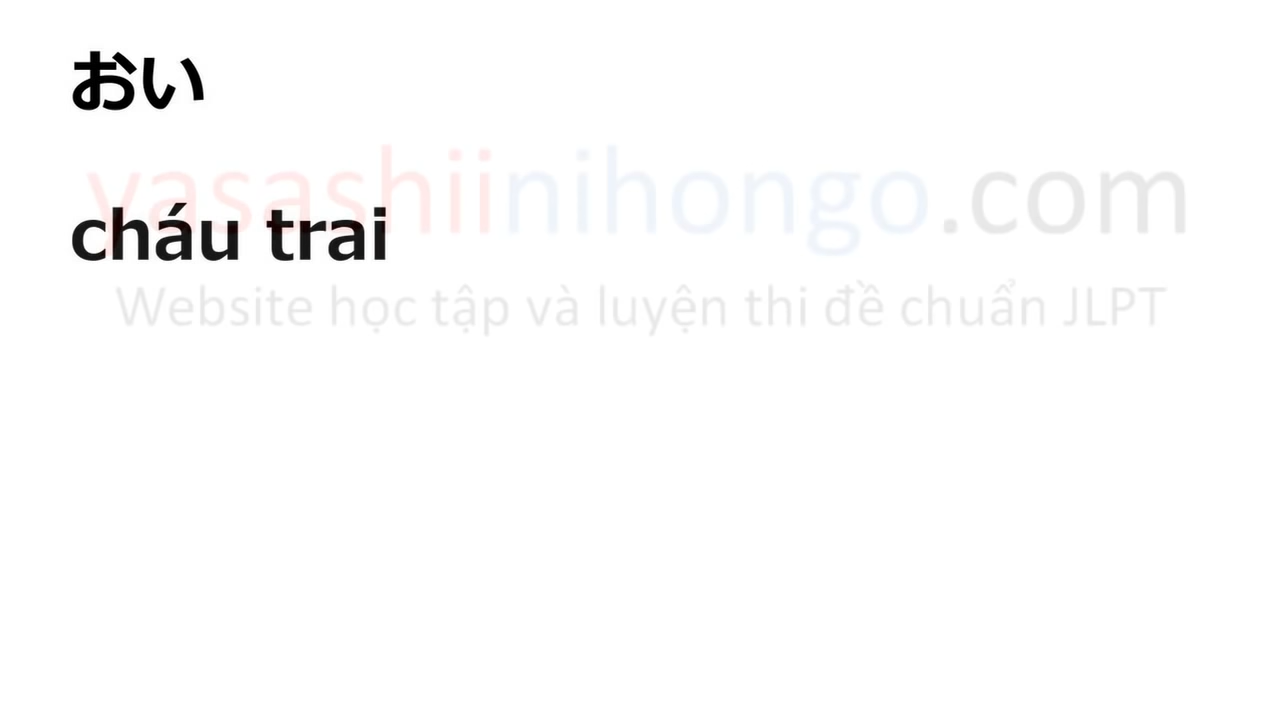 おい
yasashiinihongo.com
cháu trai
Website học tập và luyện thi đề chuẩn JLPT